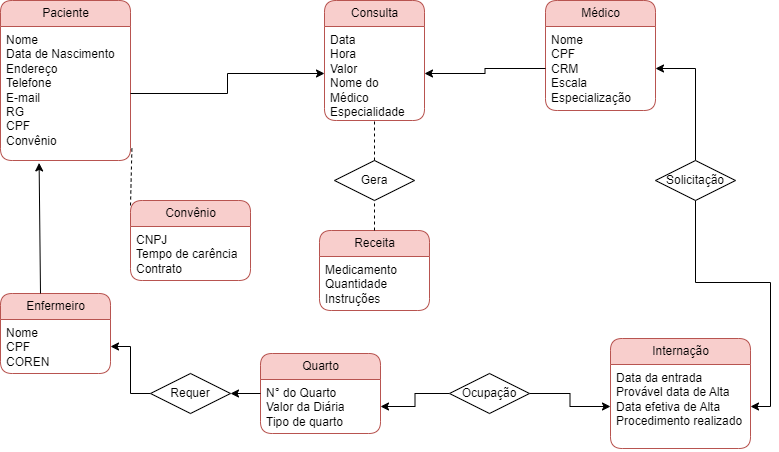 Paciente
Nome
Data de Nascimento
Endereço
Telefone
E-mail
RG
CPF
Convênio
Consulta
Data
Hora
Valor
Nome do
Médico
Especialidade
Médico
Nome
CPF
CRM
Escala
Especialização
Gera
Solicitação
Convênio
CNPJ
Tempo de carência
Contrato
Receita
Medicamento
Quantidade
Instruções
Enfermeiro
Nome
CPF
COREN
Requer
Quarto
N° do Quarto
Valor da Diária
Tipo de quarto
Ocupação
Internação
Data da entrada
Provável data de Alta
Data efetiva de Alta
Procedimento realizado